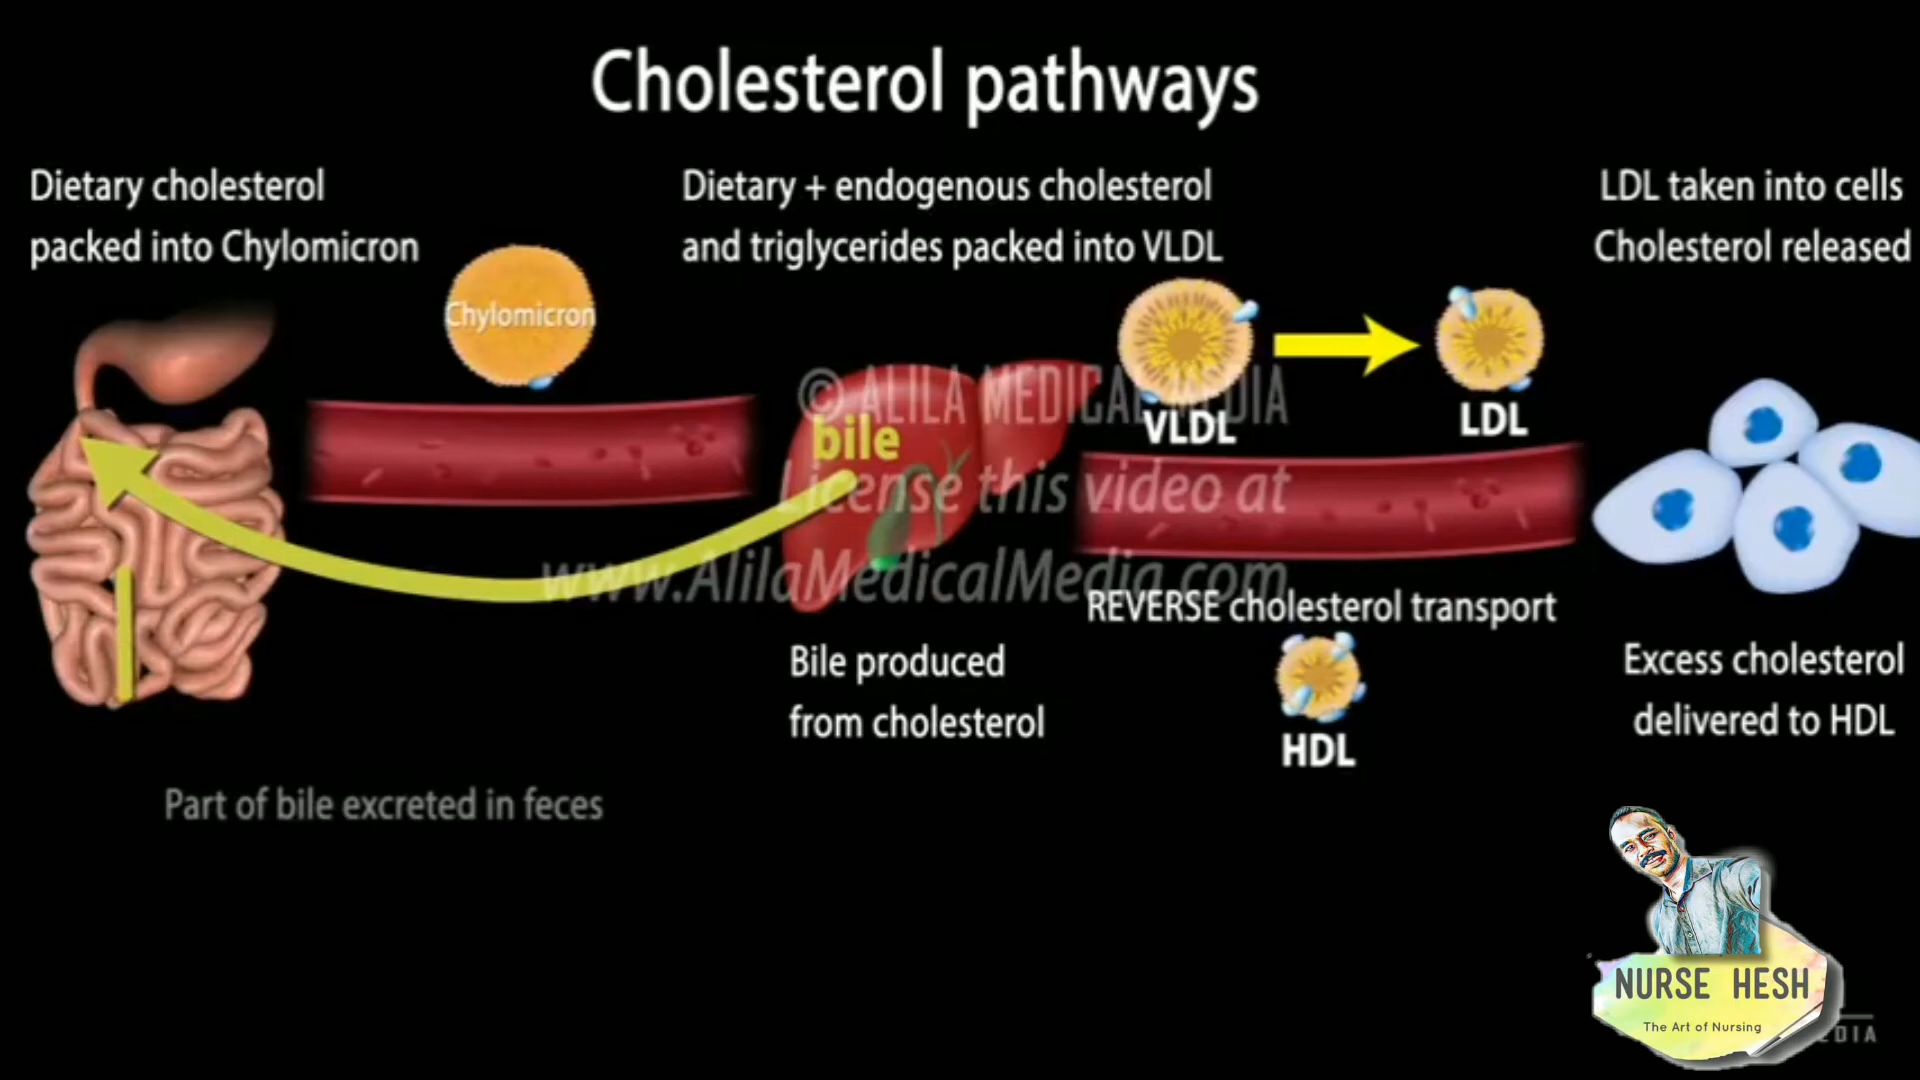 Cholesterol pathways
Dietary cholesterol
packed into Chylomicron
Chylomicron
Dietary + endogenous cholesterol
and triglycerides packed into VLDL
VLDL
LDL
LDL taken into cells
Cholesterol released
© ALILA MEDICAL MEDIA
bile
License this video at
www.AlilaMedicalMedia.com
REVERSE cholesterol transport
HDL
Bile produced
from cholesterol
Excess cholesterol
delivered to HDL
Part of bile excreted in feces
NURSE HESH
The Art of Nursing